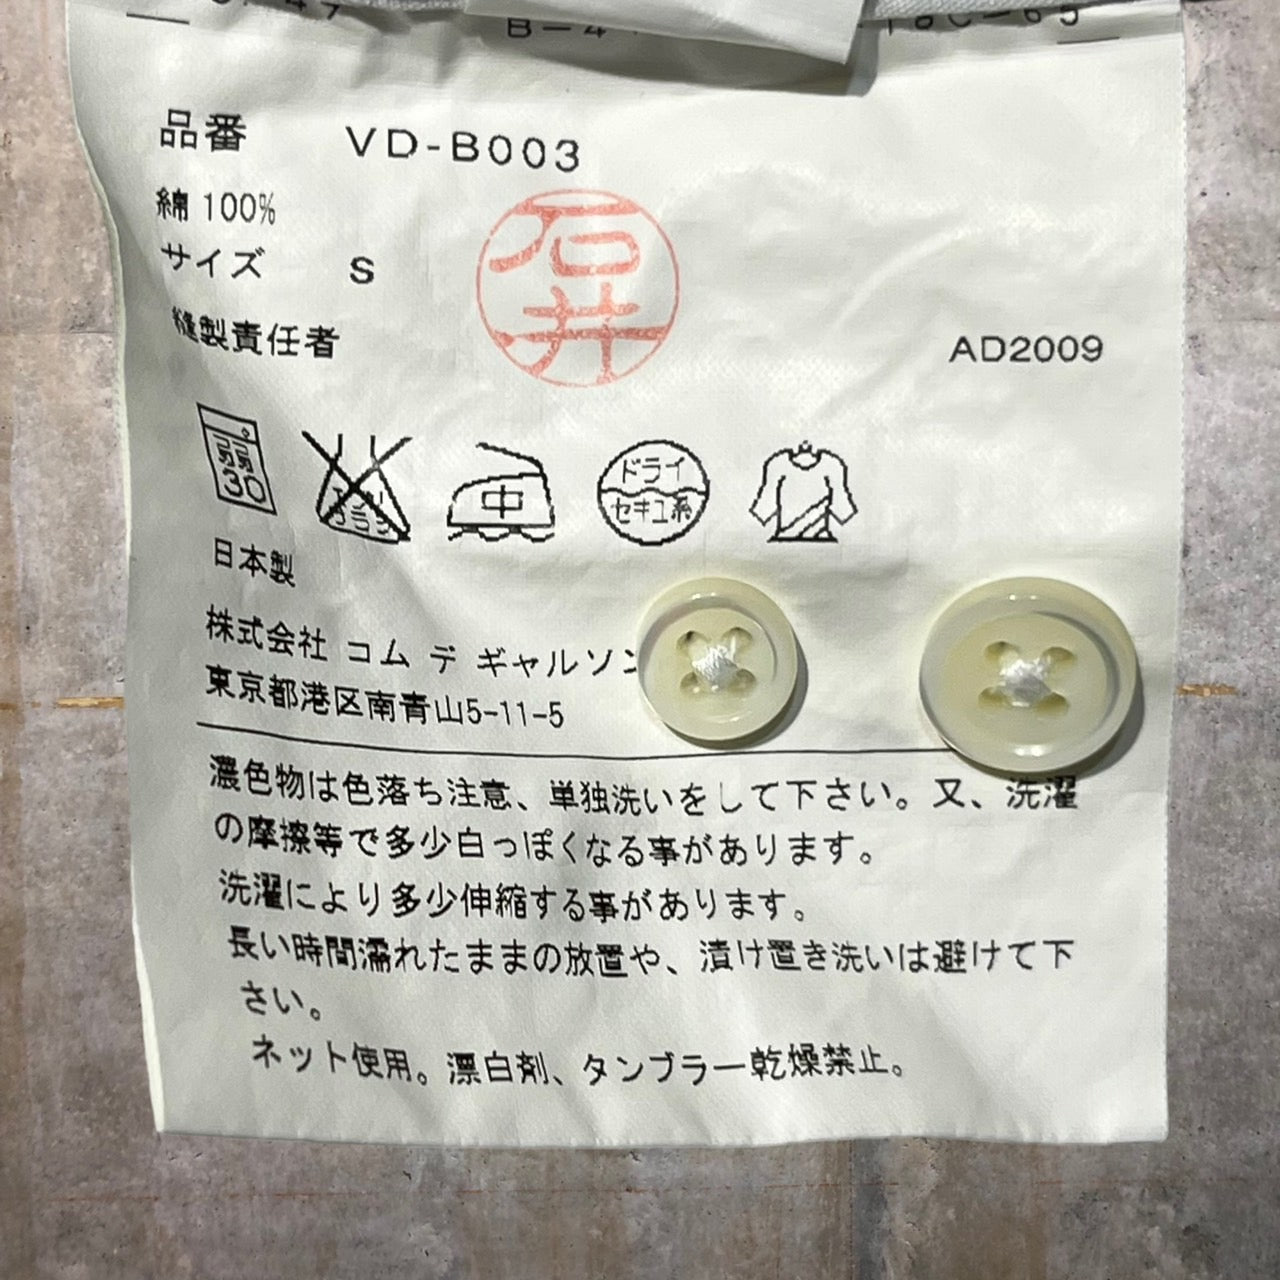 品番 VD-B003
綿 100%
サイズ S
石井
縫製責任者
AD2009
30
中
ドライ
セキユ系
日本製
株式会社 コム デ ギャルソン
東京都港区南青山5-11-5
濃色物は色落ち注意、単独洗いをして下さい。又、洗濯
の摩擦等で多少白っぽくなる事があります。
洗濯により多少伸縮する事があります。
長い時間濡れたままの放置や、漬け置き洗いは避けて下
さい。
ネット使用。漂白剤、タンブラー乾燥禁止。